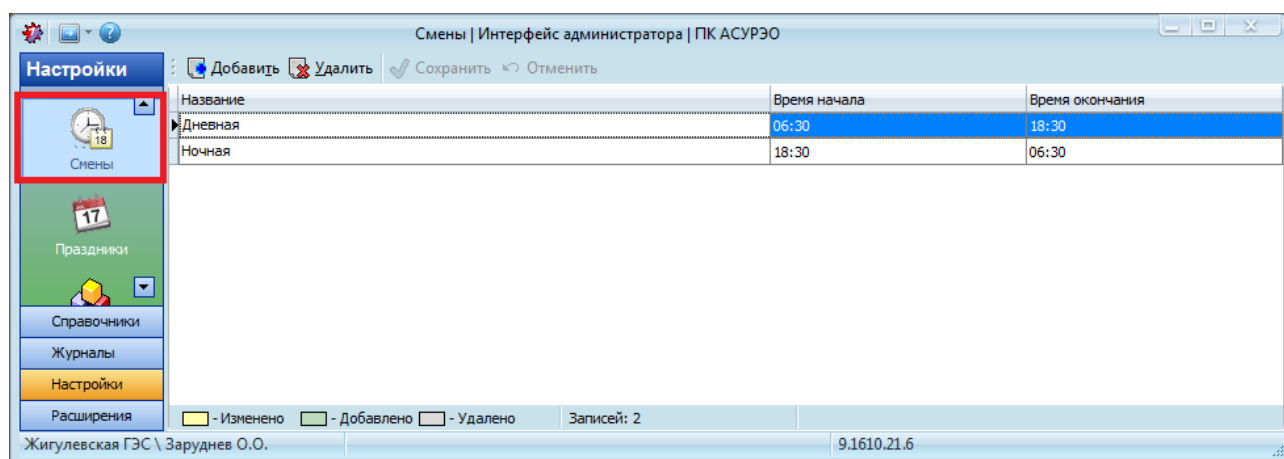 Смены | Интерфейс администратора | ПК АСУРЭО
Настройки
Добавить Удалить Сохранить Отменить
Название Время начала Время окончания
Дневная 06:30 18:30
Ночная 18:30 06:30
18
Смены
17
Праздники
Справочники
Журналы
Настройки
Расширения
- Изменено - Добавлено - Удалено Записей: 2
Жигулевская ГЭС \ Заруднев О.О. 9.1610.21.6